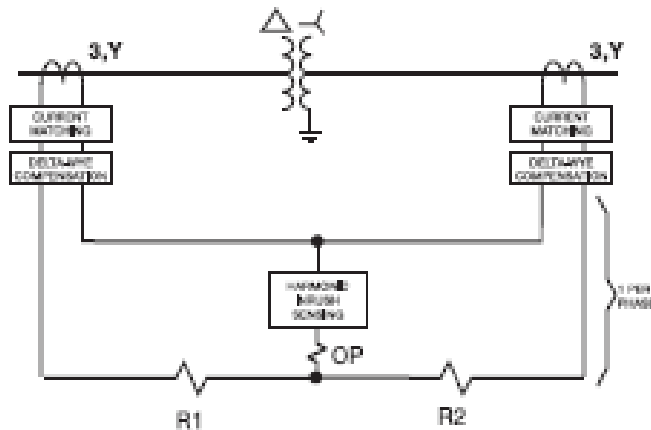 3,Y
3,Y
CURRENT
MATCHING
CURRENT
MATCHING
DELTA-WYE
COMPENSATION
DELTA-WYE
COMPENSATION
HARMONIC
INRUSH
SENSING
1 PER
PHASE
OP
R1
R2